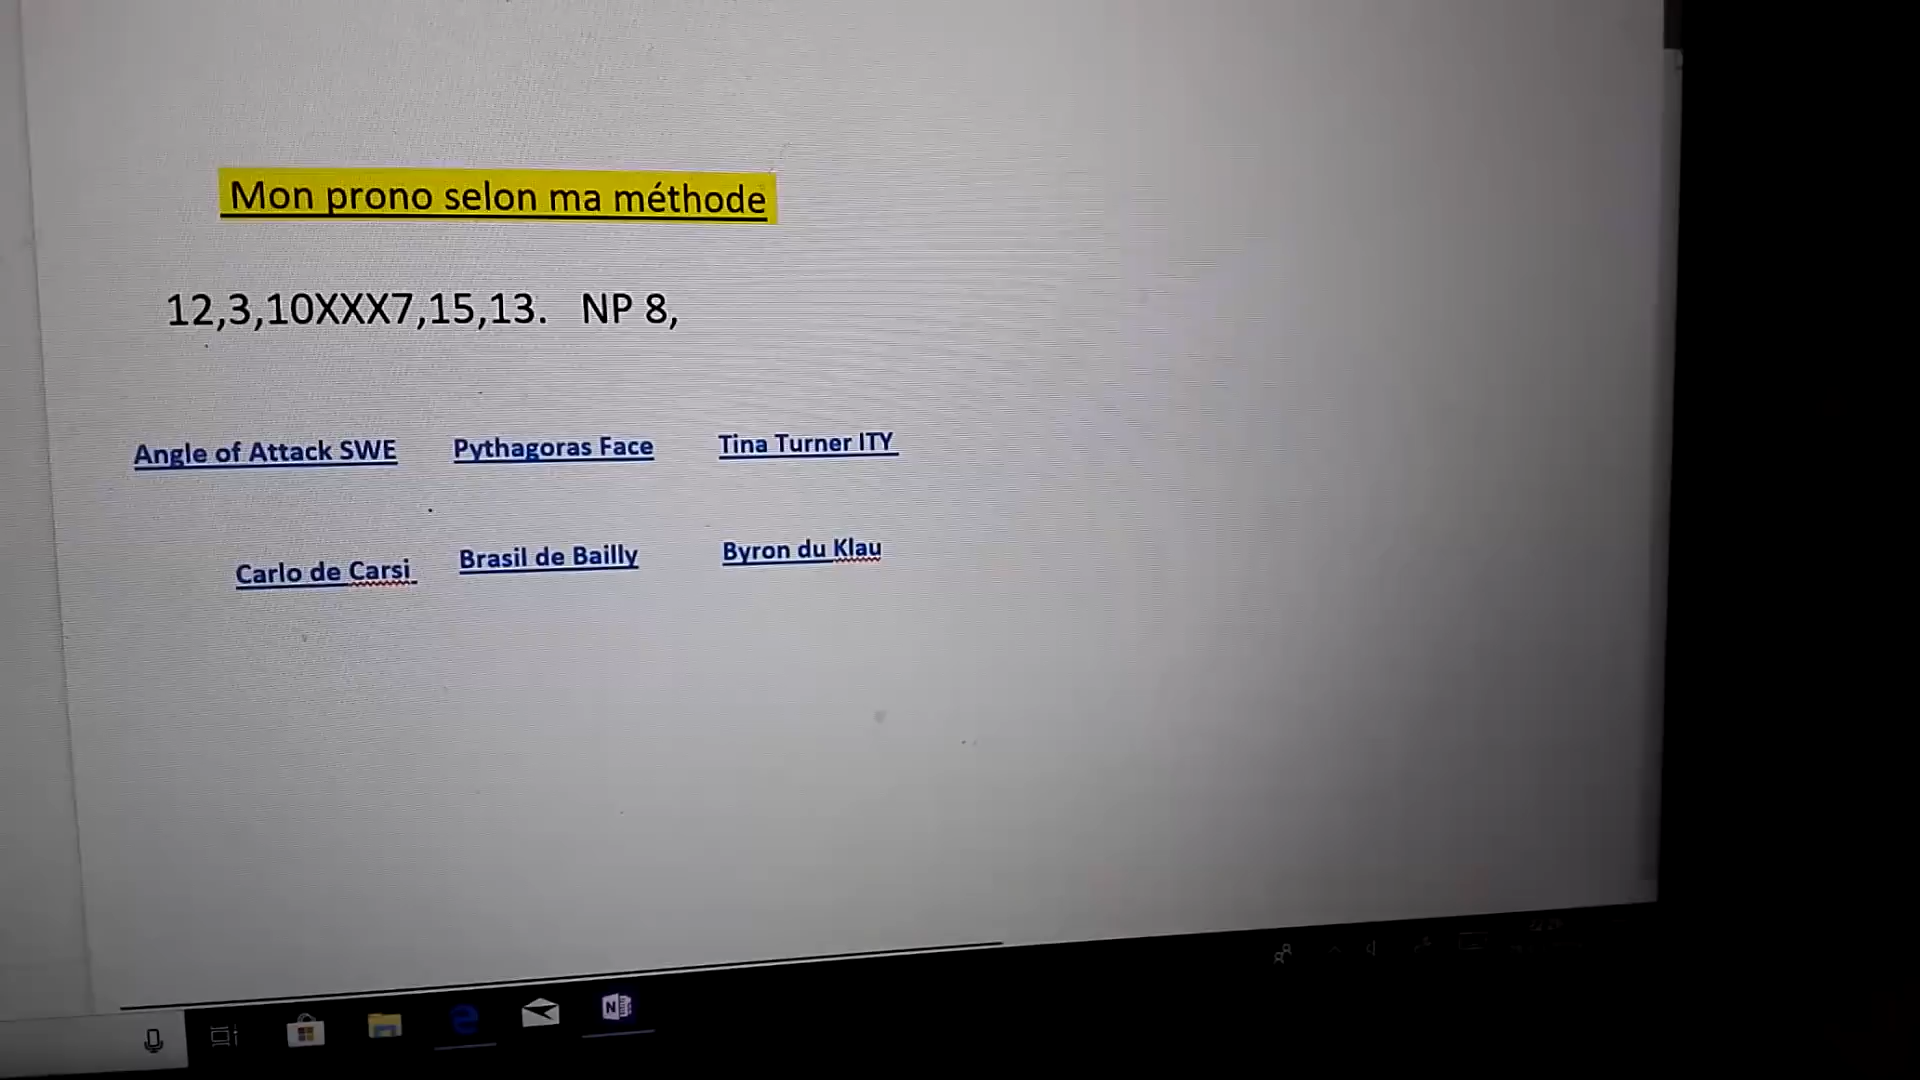 Mon prono selon ma méthode
12,3,10XXX7,15,13. NP 8,
Angle of Attack SWE Pythagoras Face Tina Turner ITY
Carlo de Carsi Brasil de Bailly Byron du Klau